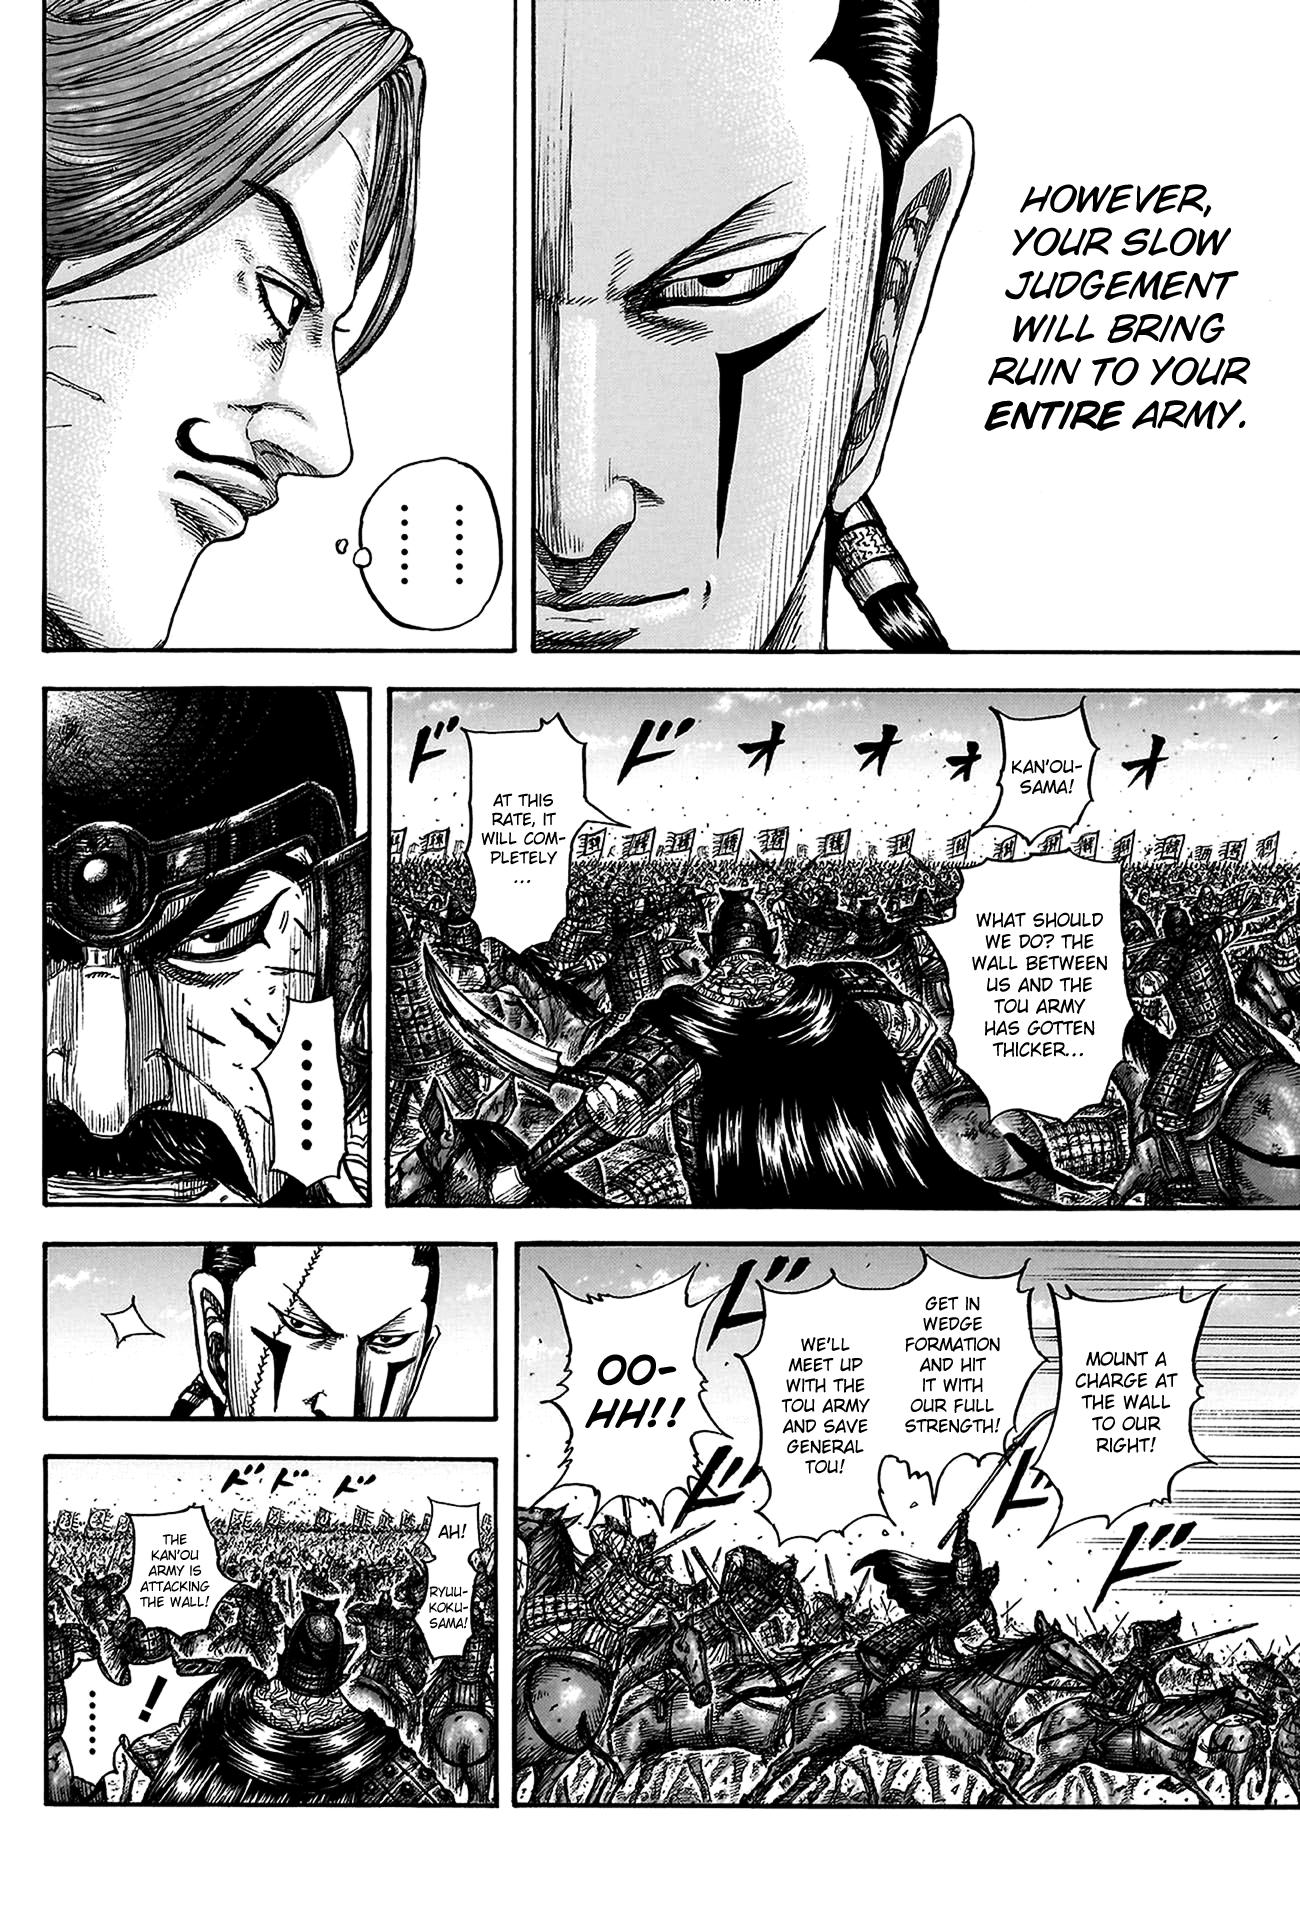 HOWEVER,
YOUR SLOW
JUDGEMENT
WILL BRING
RUIN TO YOUR
ENTIRE ARMY.
KAN'OU-
SAMA!
WHAT SHOULD
WE DO? THE
WALL BETWEEN
US AND THE
TOU ARMY
HAS GOTTEN
THICKER...
AT THIS
RATE, IT
WILL COM-
PLETELY
...
ド ド オ オ オ オ
MOUNT A
CHARGE AT
THE WALL
TO OUR
RIGHT!
GET IN
WEDGE
FORMATION
AND HIT
IT WITH
OUR FULL
STRENGTH!
WE'LL
MEET UP
WITH THE
TOU ARMY
AND SAVE
GENERAL
TOU!
OO-
HH!!
ド
ド
ド
ド
AH!
RYUU-
KOKU-
SAMA!
THE
KAN'OU
ARMY IS
ATTACKING
THE WALL!
ド ド ド
!